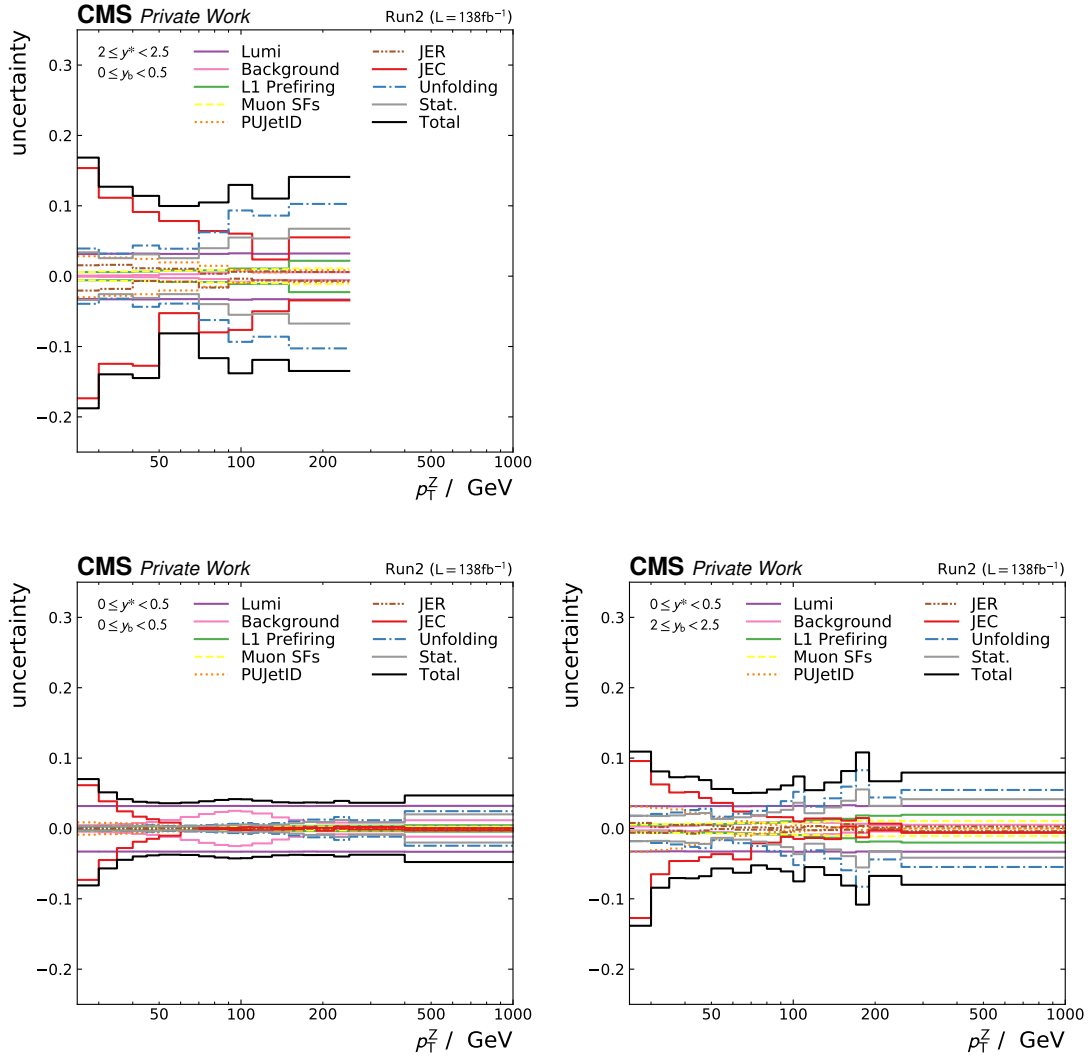 CMS Private Work Run2 (L = 138fb⁻¹)
2 ≤ y* < 2.5
0 ≤ y_b < 0.5
Lumi
Background
L1 Prefiring
Muon SFs
PUJetID
JER
JEC
Unfolding
Stat.
Total
uncertainty
0.3
0.2
0.1
0.0
−0.1
−0.2
50 100 200 500 1000
p_T^Z / GeV
CMS Private Work Run2 (L = 138fb⁻¹)
0 ≤ y* < 0.5
0 ≤ y_b < 0.5
Lumi
Background
L1 Prefiring
Muon SFs
PUJetID
JER
JEC
Unfolding
Stat.
Total
uncertainty
0.3
0.2
0.1
0.0
−0.1
−0.2
50 100 200 500 1000
p_T^Z / GeV
CMS Private Work Run2 (L = 138fb⁻¹)
0 ≤ y* < 0.5
2 ≤ y_b < 2.5
Lumi
Background
L1 Prefiring
Muon SFs
PUJetID
JER
JEC
Unfolding
Stat.
Total
uncertainty
0.3
0.2
0.1
0.0
−0.1
−0.2
50 100 200 500 1000
p_T^Z / GeV